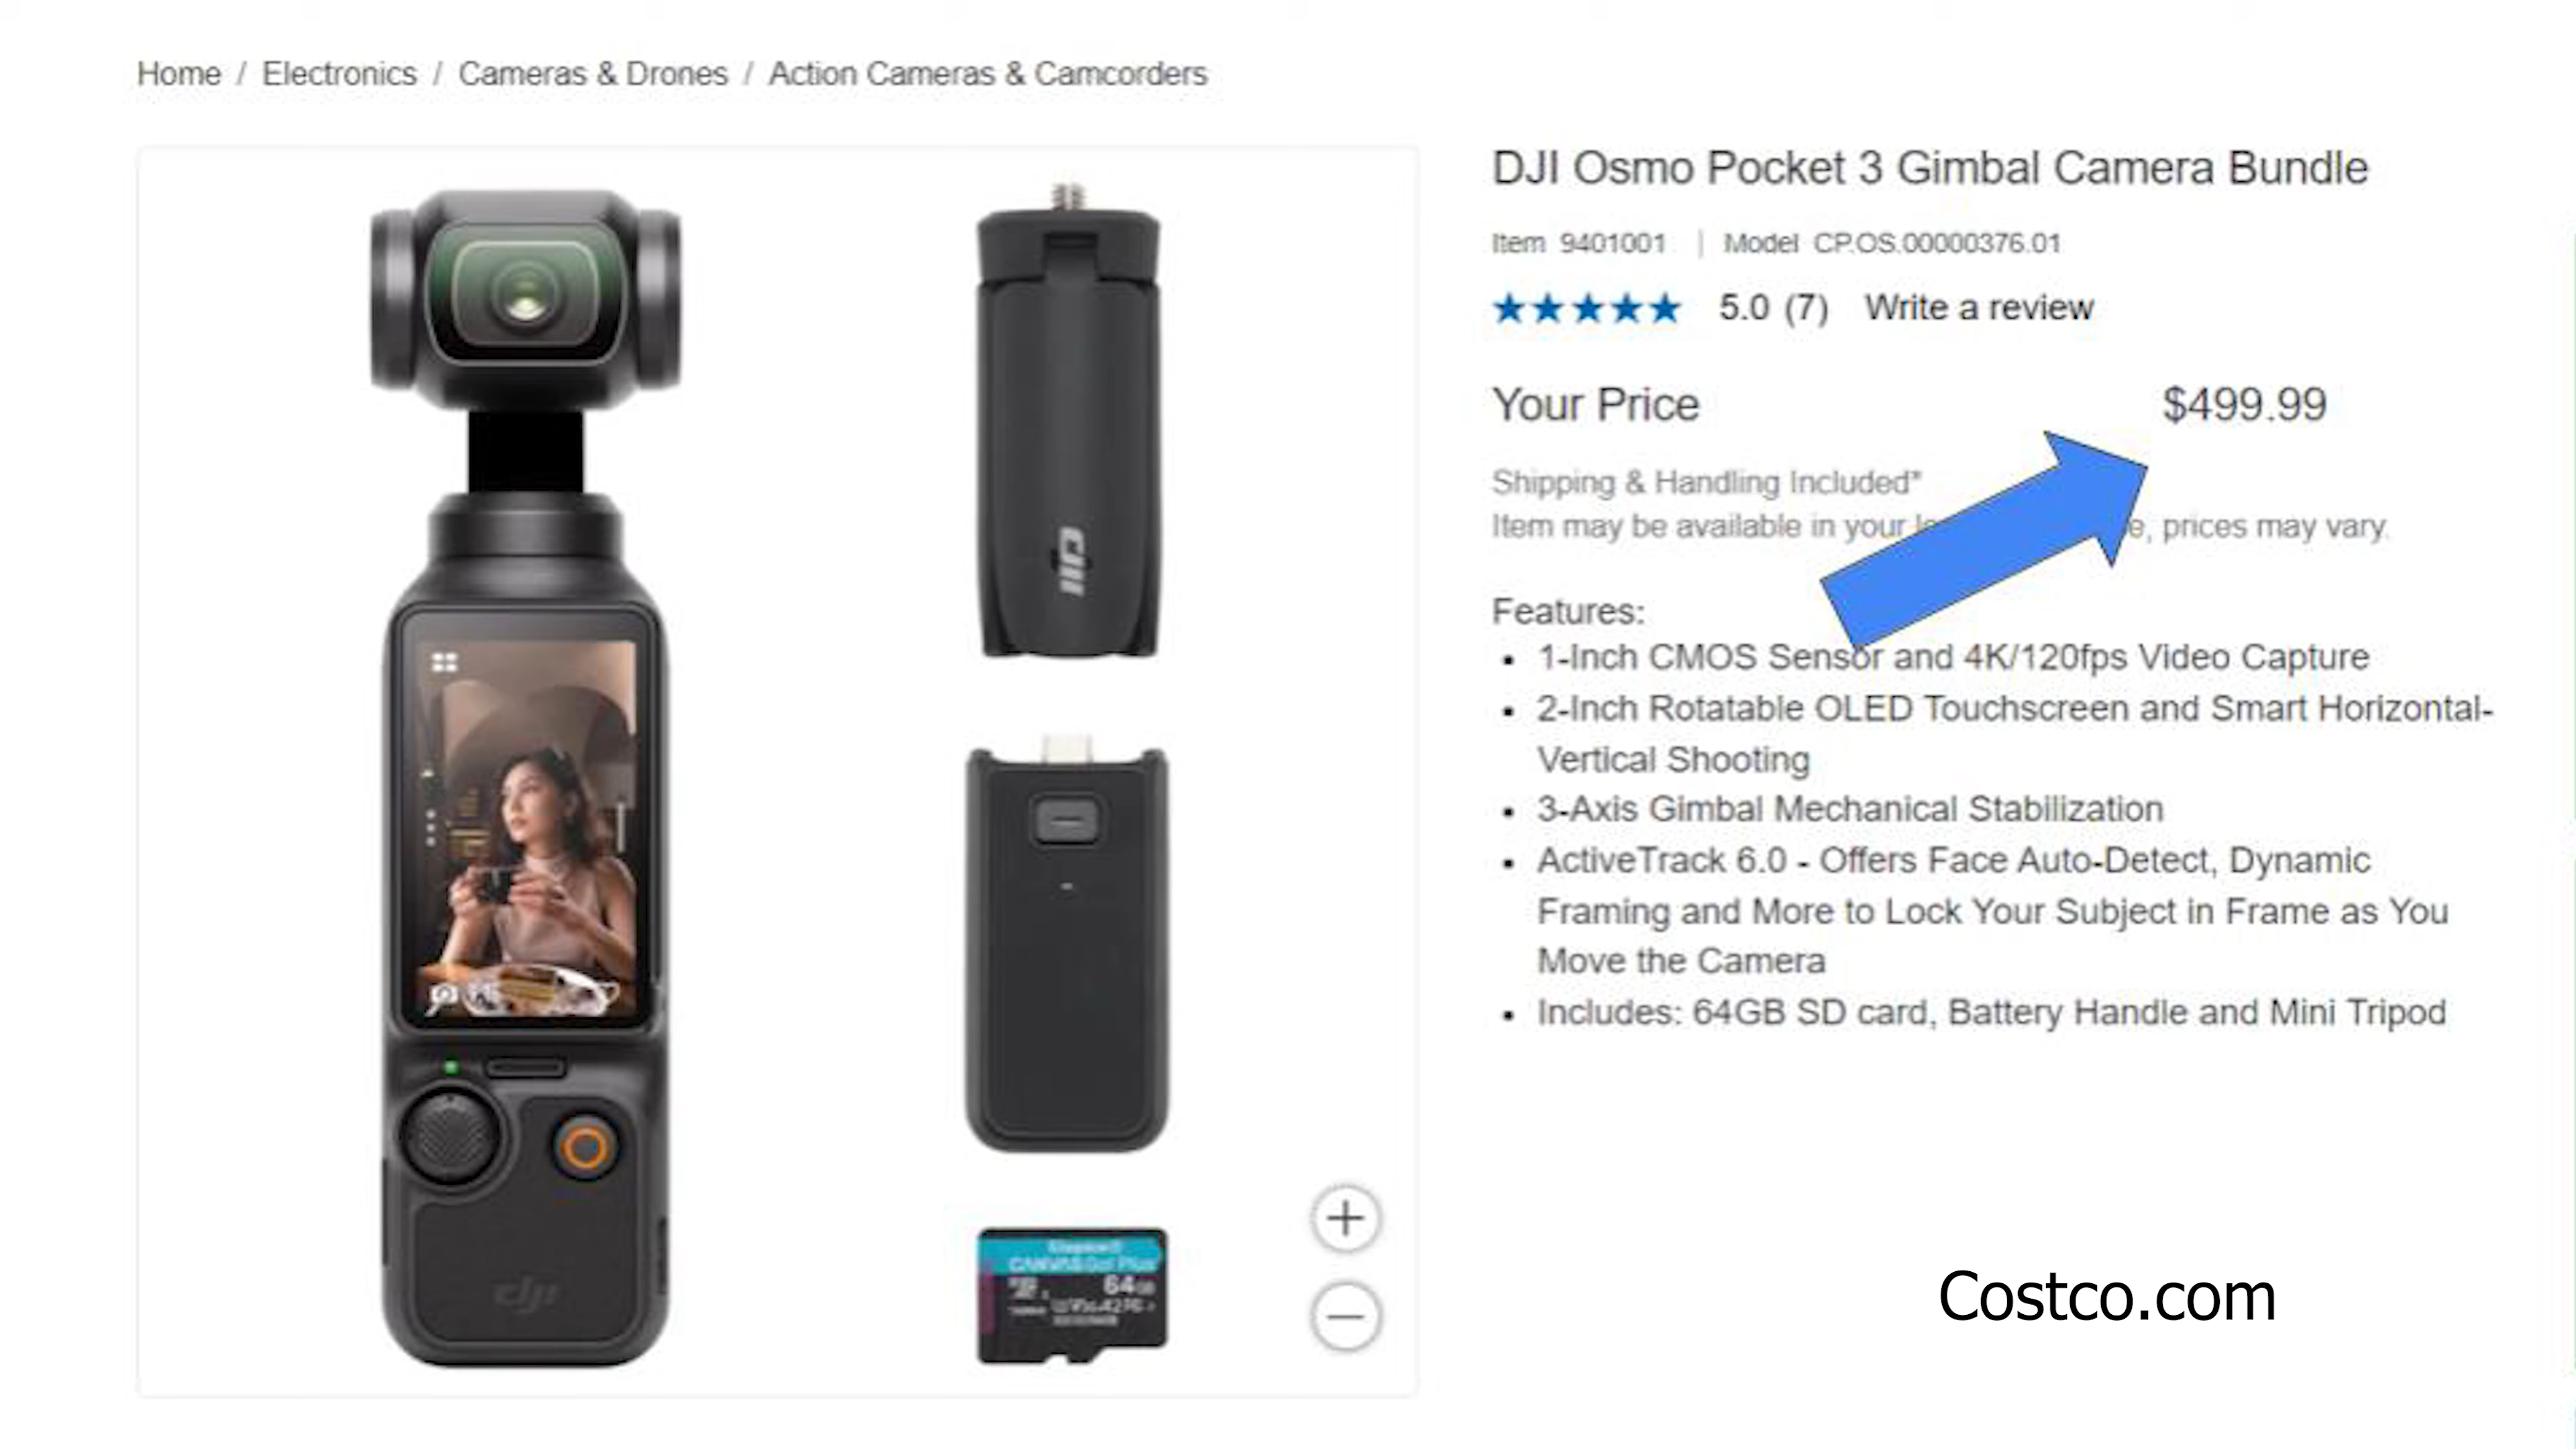 Home / Electronics / Cameras & Drones / Action Cameras & Camcorders
DJI Osmo Pocket 3 Gimbal Camera Bundle
Item 9401001 | Model CP.OS.00000376.01
5.0 (7) Write a review
Your Price $499.99
Shipping & Handling Included*
Item may be available in your prices may vary.
Features:
• 1-Inch CMOS Sensor and 4K/120fps Video Capture
• 2-Inch Rotatable OLED Touchscreen and Smart Horizontal-
Vertical Shooting
• 3-Axis Gimbal Mechanical Stabilization
• ActiveTrack 6.0 - Offers Face Auto-Detect, Dynamic
Framing and More to Lock Your Subject in Frame as You
Move the Camera
• Includes: 64GB SD card, Battery Handle and Mini Tripod
dji
dji
CANVAS Go! Plus
64GB
Costco.com